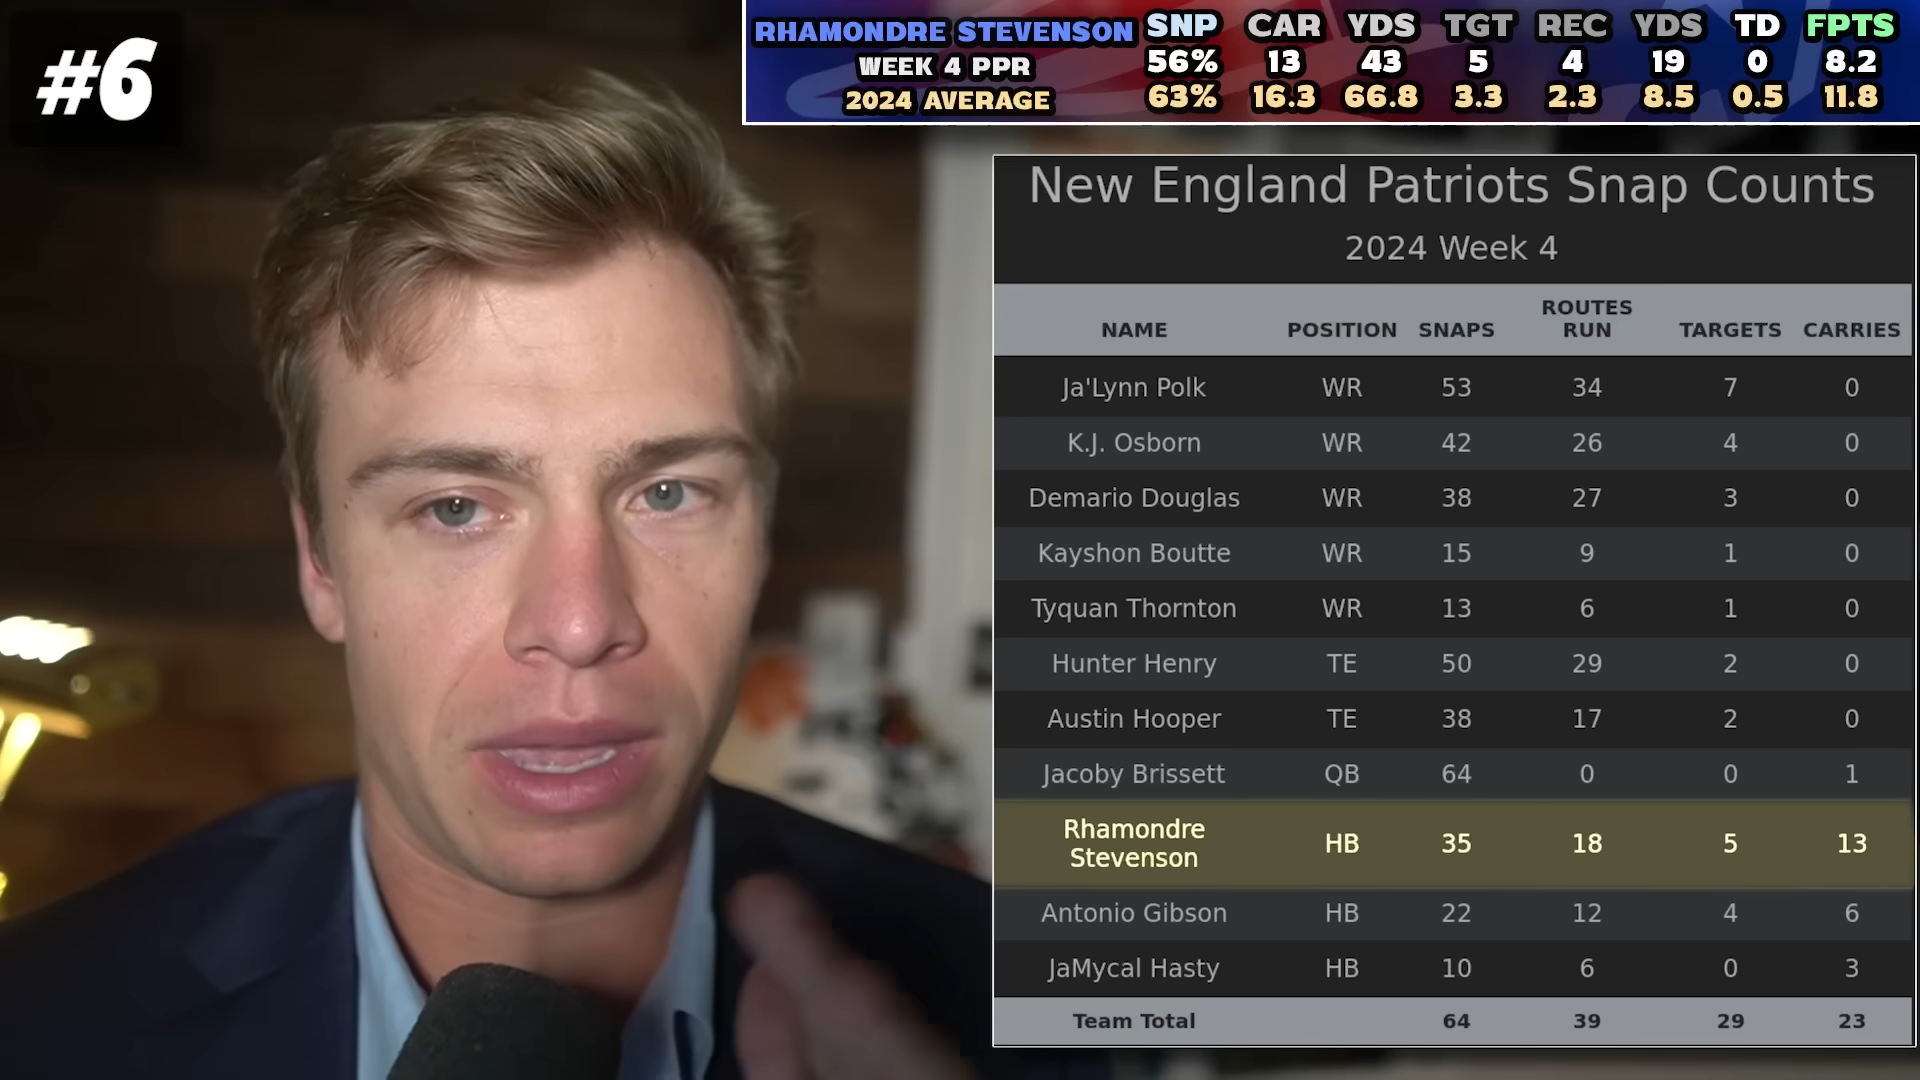 #6
RHAMONDRE STEVENSON SNP CAR YDS TGT REC YDS TD FPTS
WEEK 4 PPR 56% 13 43 5 4 19 0 8.2
2024 AVERAGE 63% 16.3 66.8 3.3 2.3 8.5 0.5 11.8
New England Patriots Snap Counts
2024 Week 4
NAME POSITION SNAPS ROUTES RUN TARGETS CARRIES
Ja'Lynn Polk WR 53 34 7 0
K.J. Osborn WR 42 26 4 0
Demario Douglas WR 38 27 3 0
Kayshon Boutte WR 15 9 1 0
Tyquan Thornton WR 13 6 1 0
Hunter Henry TE 50 29 2 0
Austin Hooper TE 38 17 2 0
Jacoby Brissett QB 64 0 0 1
Rhamondre Stevenson HB 35 18 5 13
Antonio Gibson HB 22 12 4 6
JaMycal Hasty HB 10 6 0 3
Team Total 64 39 29 23